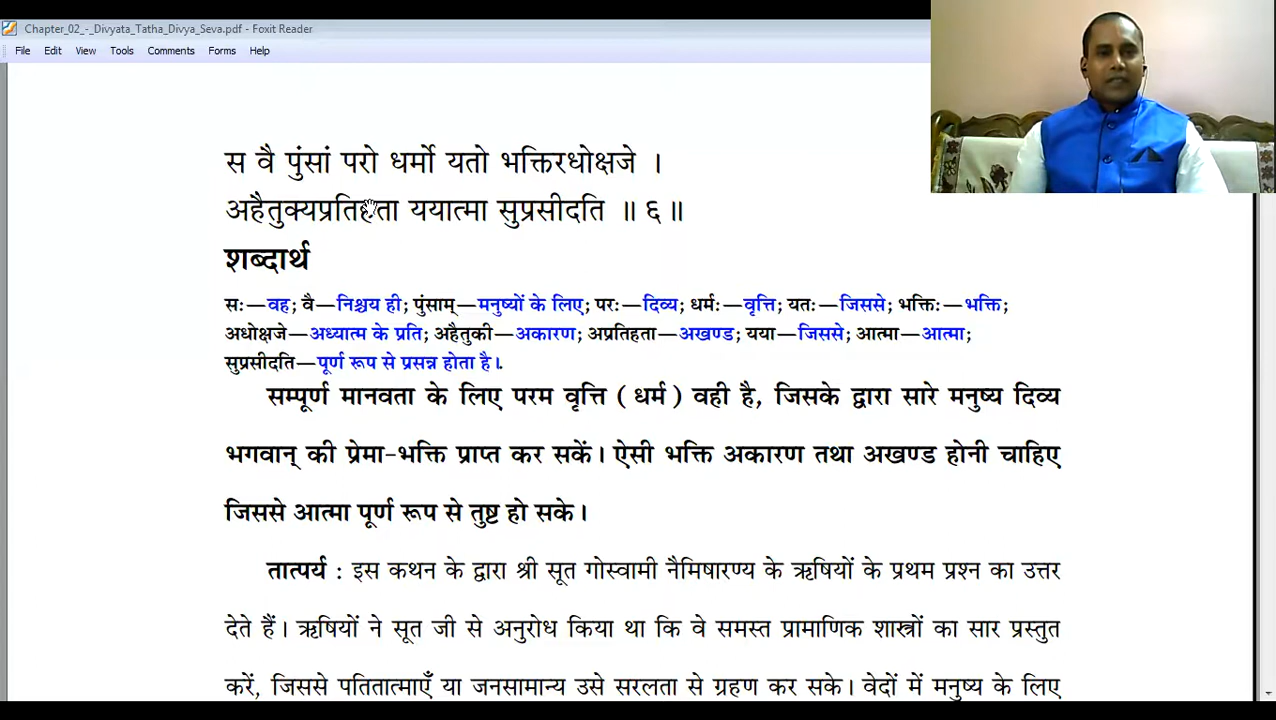 Chapter_02_-_Divyata_Tatha_Divya_Seva.pdf - Foxit Reader
File Edit View Tools Comments Forms Help
स वै पुंसां परो धर्मो यतो भक्तिरधोक्षजे ।
अहैतुक्यप्रतिहता ययात्मा सुप्रसीदति ॥ ६॥
शब्दार्थ
सः—वह; वै—निश्चय ही; पुंसाम्—मनुष्यों के लिए; परः—दिव्य; धर्मः—वृत्ति; यतः—जिससे; भक्तिः—भक्ति;
अधोक्षजे—अध्यात्म के प्रति; अहैतुकी—अकारण; अप्रतिहता—अखण्ड; यया—जिससे; आत्मा—आत्मा;
सुप्रसीदति—पूर्ण रूप से प्रसन्न होता है।.
सम्पूर्ण मानवता के लिए परम वृत्ति ( धर्म ) वही है, जिसके द्वारा सारे मनुष्य दिव्य
भगवान् की प्रेमा-भक्ति प्राप्त कर सकें। ऐसी भक्ति अकारण तथा अखण्ड होनी चाहिए
जिससे आत्मा पूर्ण रूप से तुष्ट हो सके।
तात्पर्य : इस कथन के द्वारा श्री सूत गोस्वामी नैमिषारण्य के ऋषियों के प्रथम प्रश्न का उत्तर
देते हैं। ऋषियों ने सूत जी से अनुरोध किया था कि वे समस्त प्रामाणिक शास्त्रों का सार प्रस्तुत
करें, जिससे पतितात्माएँ या जनसामान्य उसे सरलता से ग्रहण कर सके। वेदों में मनुष्य के लिए